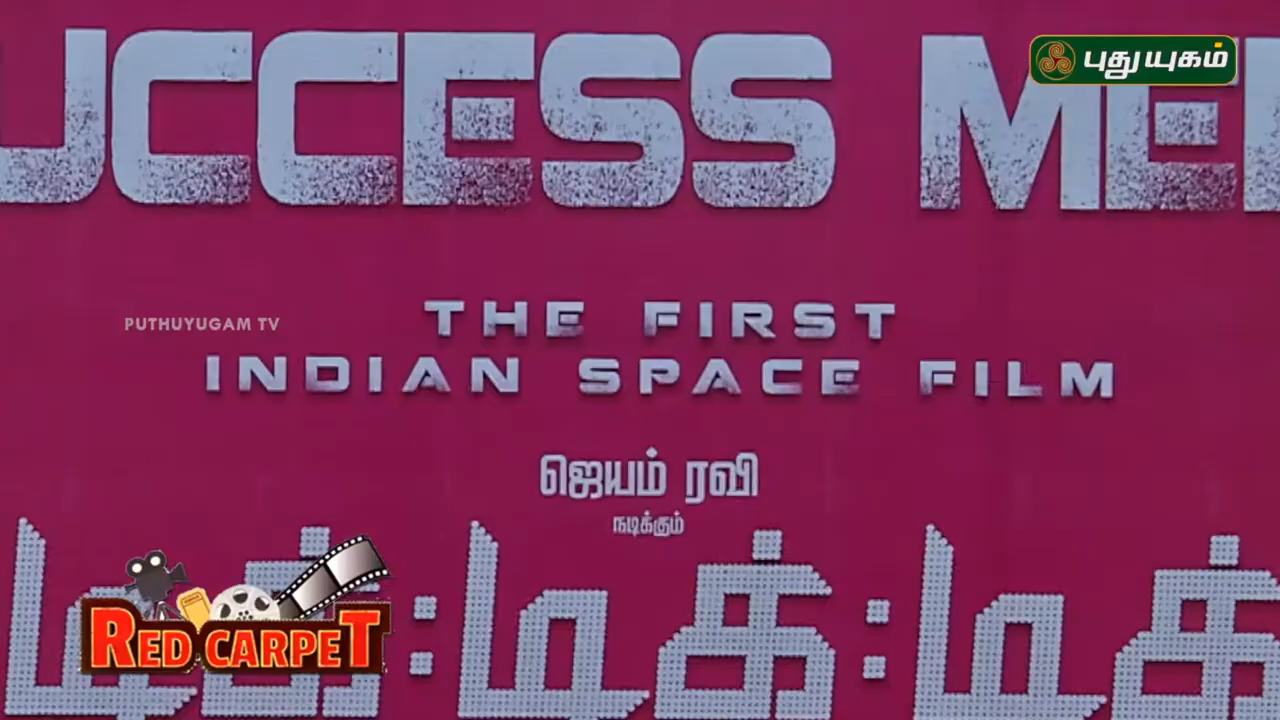 UCCESS ME
புதுயுகம்
PUTHUYUGAM TV
THE FIRST
INDIAN SPACE FILM
ஜெயம் ரவி
நடிக்கும்
டிக்:டிக்:டிக்
RED CARPET